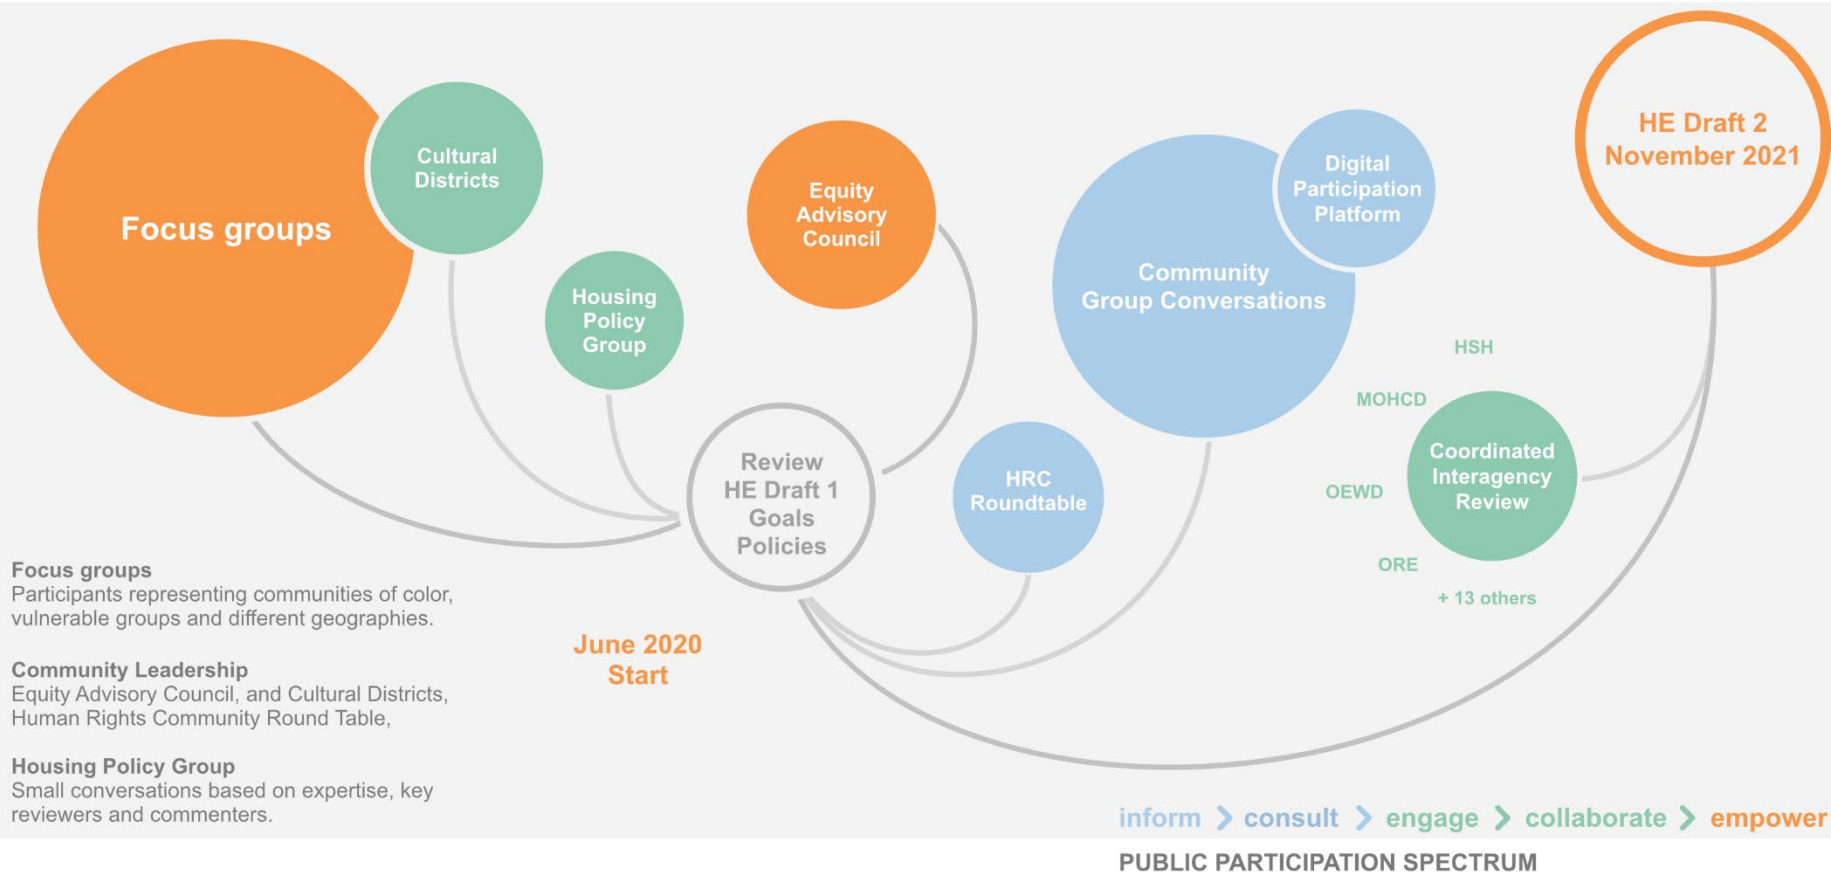 Focus groups
Cultural
Districts
Housing
Policy
Group
Equity
Advisory
Council
Review
HE Draft 1
Goals
Policies
June 2020
Start
HRC
Roundtable
Community
Group Conversations
Digital
Participation
Platform
HE Draft 2
November 2021
HSH
MOHCD
OEWD
ORE
+ 13 others
Coordinated
Interagency
Review
Focus groups
Participants representing communities of color,
vulnerable groups and different geographies.
Community Leadership
Equity Advisory Council, and Cultural Districts,
Human Rights Community Round Table,
Housing Policy Group
Small conversations based on expertise, key
reviewers and commenters.
inform > consult > engage > collaborate > empower
PUBLIC PARTICIPATION SPECTRUM